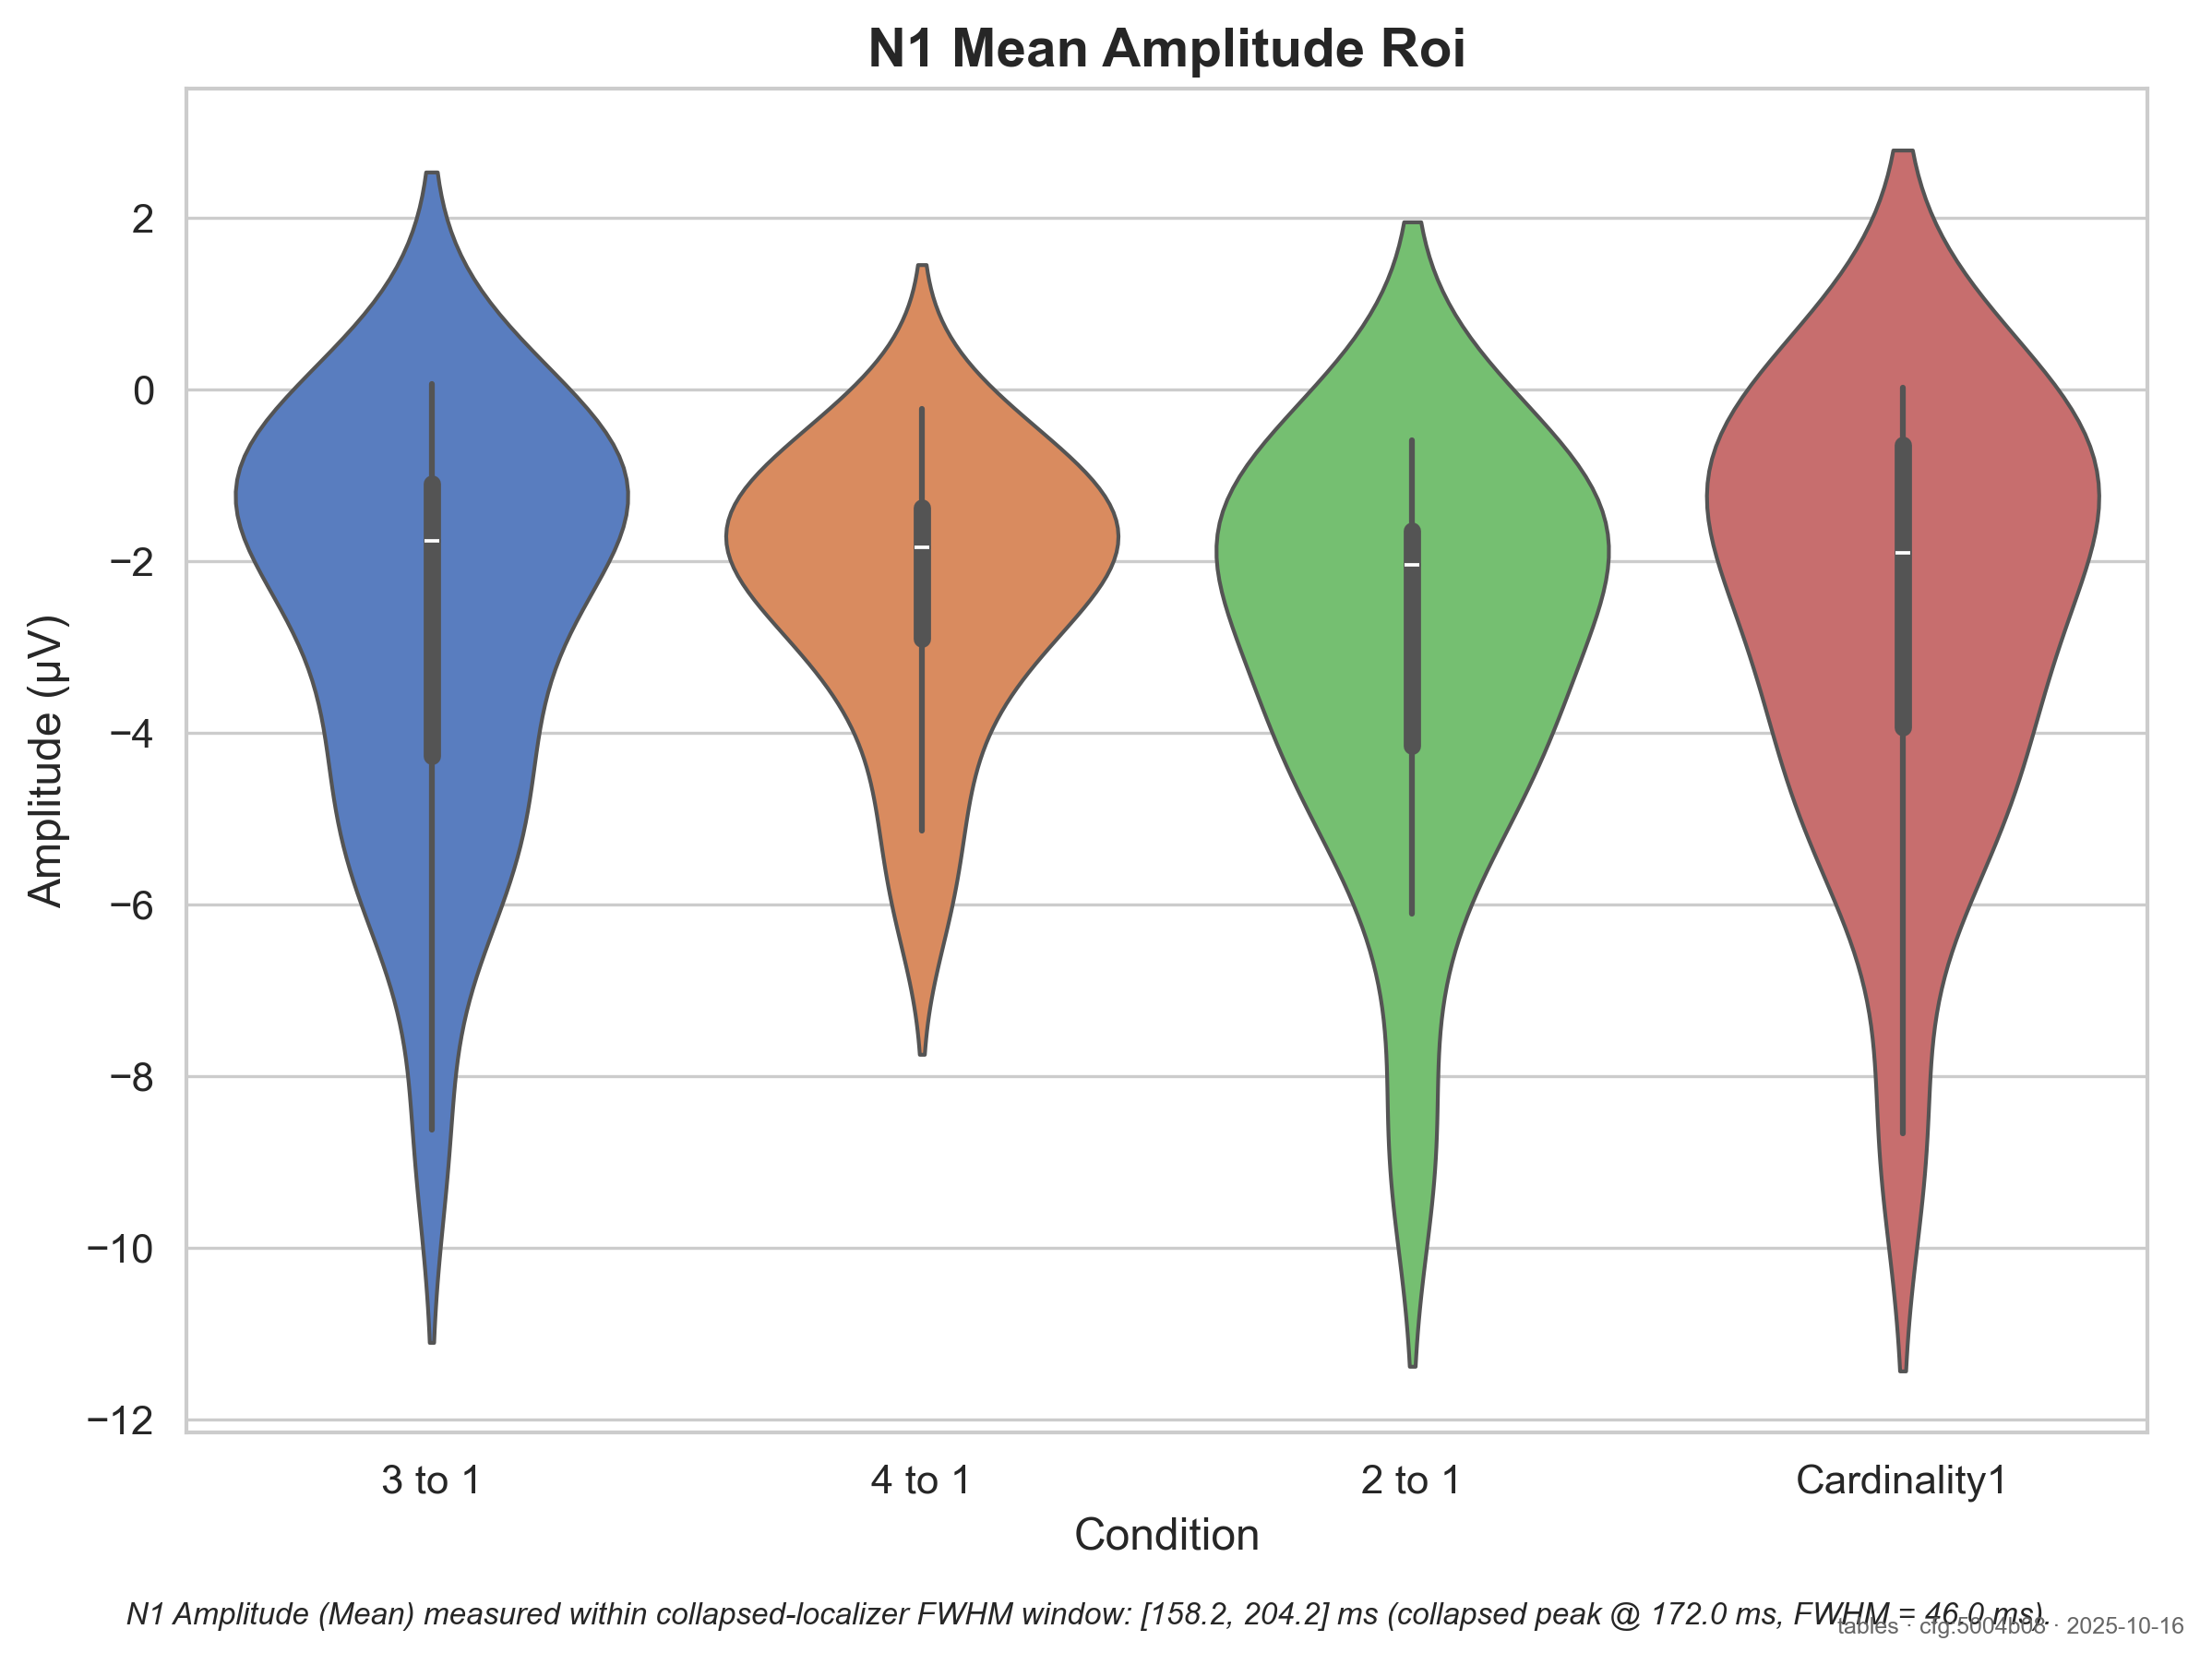 N1 Mean Amplitude Roi
Amplitude (µV)
2
0
−2
−4
−6
−8
−10
−12
3 to 1
4 to 1
2 to 1
Cardinality1
Condition
N1 Amplitude (Mean) measured within collapsed-localizer FWHM window: [158.2, 204.2] ms (collapsed peak @ 172.0 ms, FWHM = 46.0 ms).
tables · cfg:5004b08 · 2025-10-16